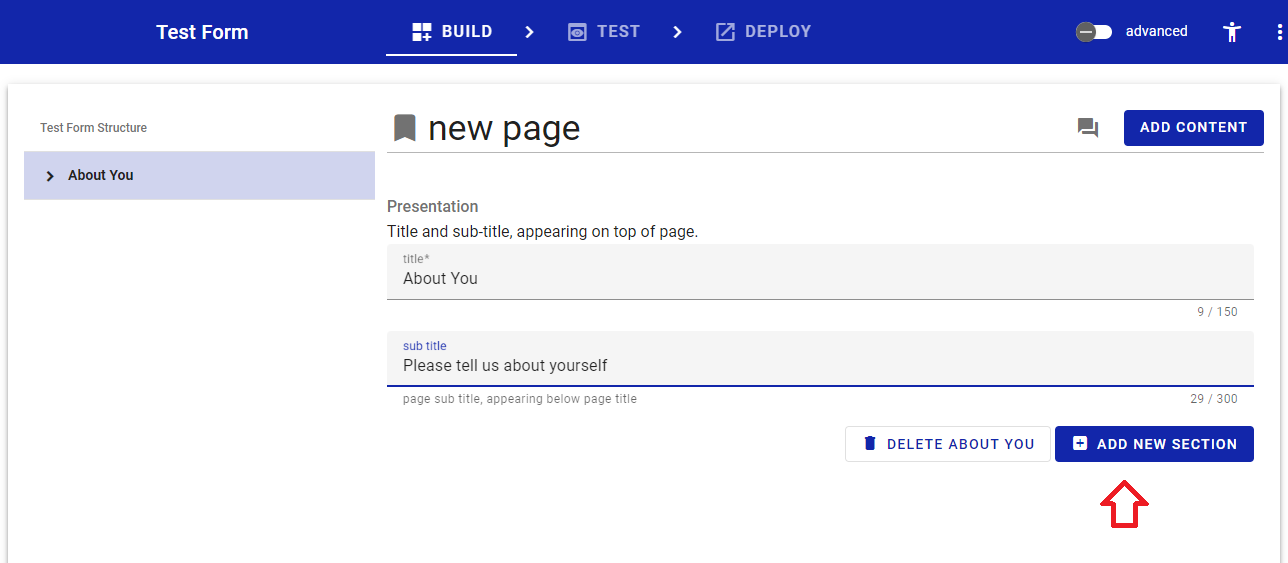 Test Form
BUILD
TEST
DEPLOY
advanced
Test Form Structure
About You
new page
ADD CONTENT
Presentation
Title and sub-title, appearing on top of page.
title*
About You
9 / 150
sub title
Please tell us about yourself
page sub title, appearing below page title
29 / 300
DELETE ABOUT YOU
ADD NEW SECTION